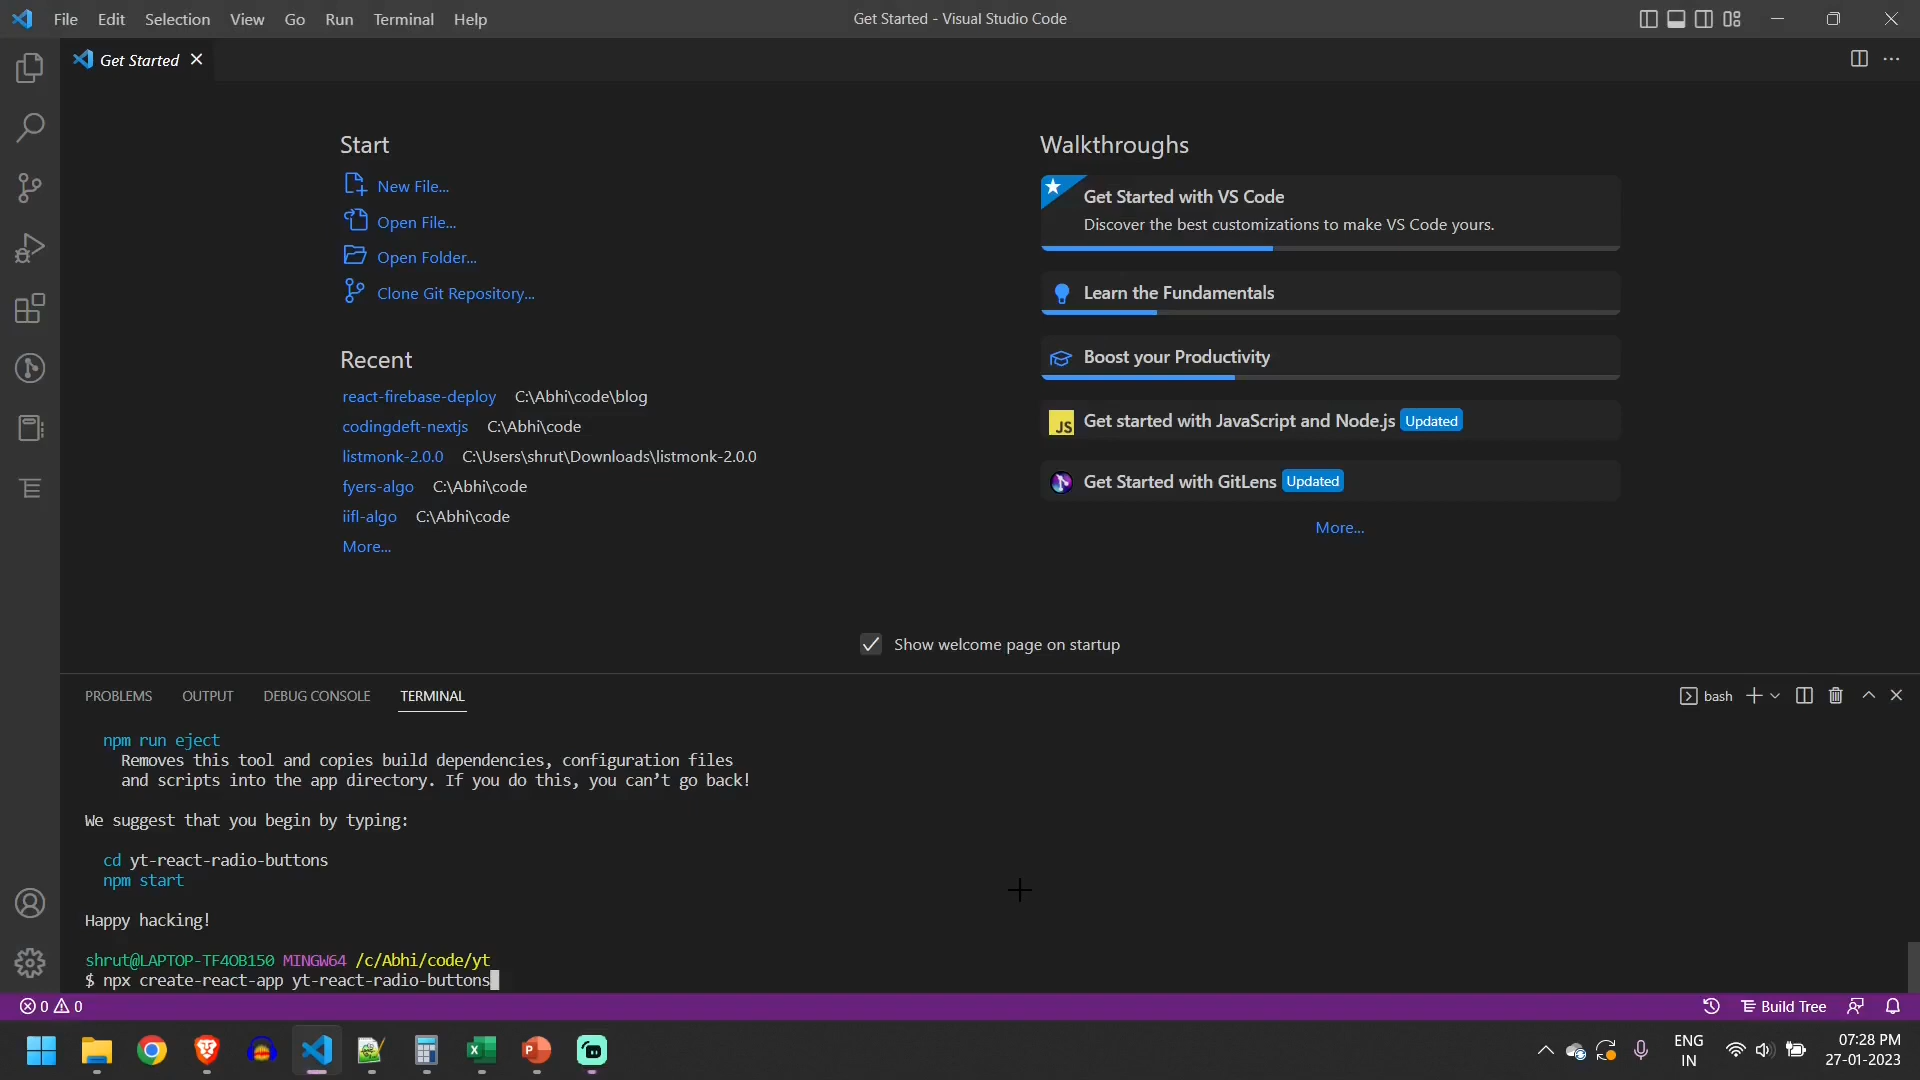 File Edit Selection View Go Run Terminal Help
Get Started - Visual Studio Code
Get Started
Start
New File...
Open File...
Open Folder...
Clone Git Repository...
Recent
react-firebase-deploy C:\Abhi\code\blog
codingdeft-nextjs C:\Abhi\code
listmonk-2.0.0 C:\Users\shrut\Downloads\listmonk-2.0.0
fyers-algo C:\Abhi\code
iifl-algo C:\Abhi\code
More...
Walkthroughs
Get Started with VS Code
Discover the best customizations to make VS Code yours.
Learn the Fundamentals
Boost your Productivity
JS
Get started with JavaScript and Node.js Updated
Get Started with GitLens Updated
More...
Show welcome page on startup
PROBLEMS OUTPUT DEBUG CONSOLE TERMINAL
bash
npm run eject
Removes this tool and copies build dependencies, configuration files
and scripts into the app directory. If you do this, you can’t go back!
We suggest that you begin by typing:
cd yt-react-radio-buttons
npm start
Happy hacking!
shrut@LAPTOP-TF4OB150 MINGW64 /c/Abhi/code/yt
$ npx create-react-app yt-react-radio-buttons
0 0
Build Tree
ENG
IN
07:28 PM
27-01-2023